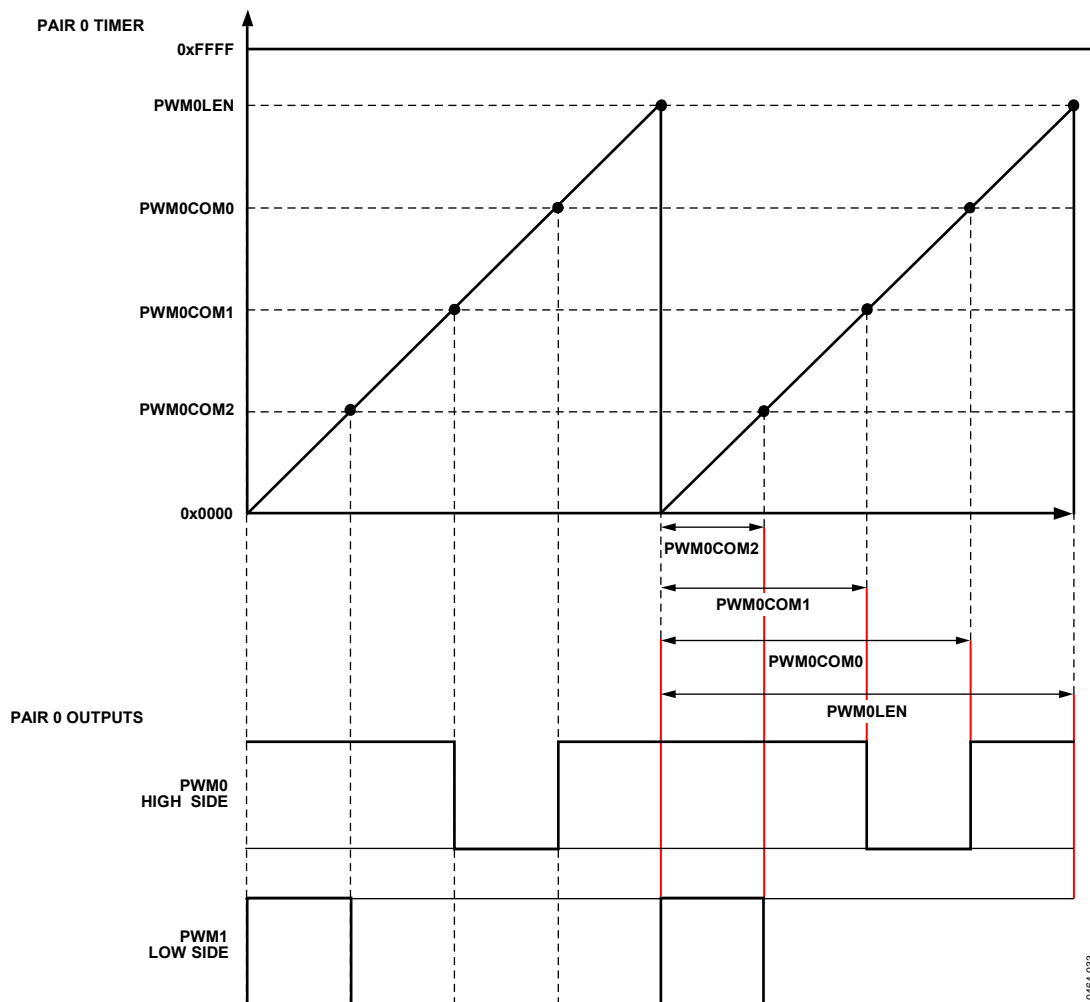 PAIR 0 TIMER
0xFFFF
PWM0LEN
PWM0COM0
PWM0COM1
PWM0COM2
0x0000
PWM0COM2
PWM0COM1
PWM0COM0
PWM0LEN
PAIR 0 OUTPUTS
PWM0
HIGH SIDE
PWM1
LOW SIDE